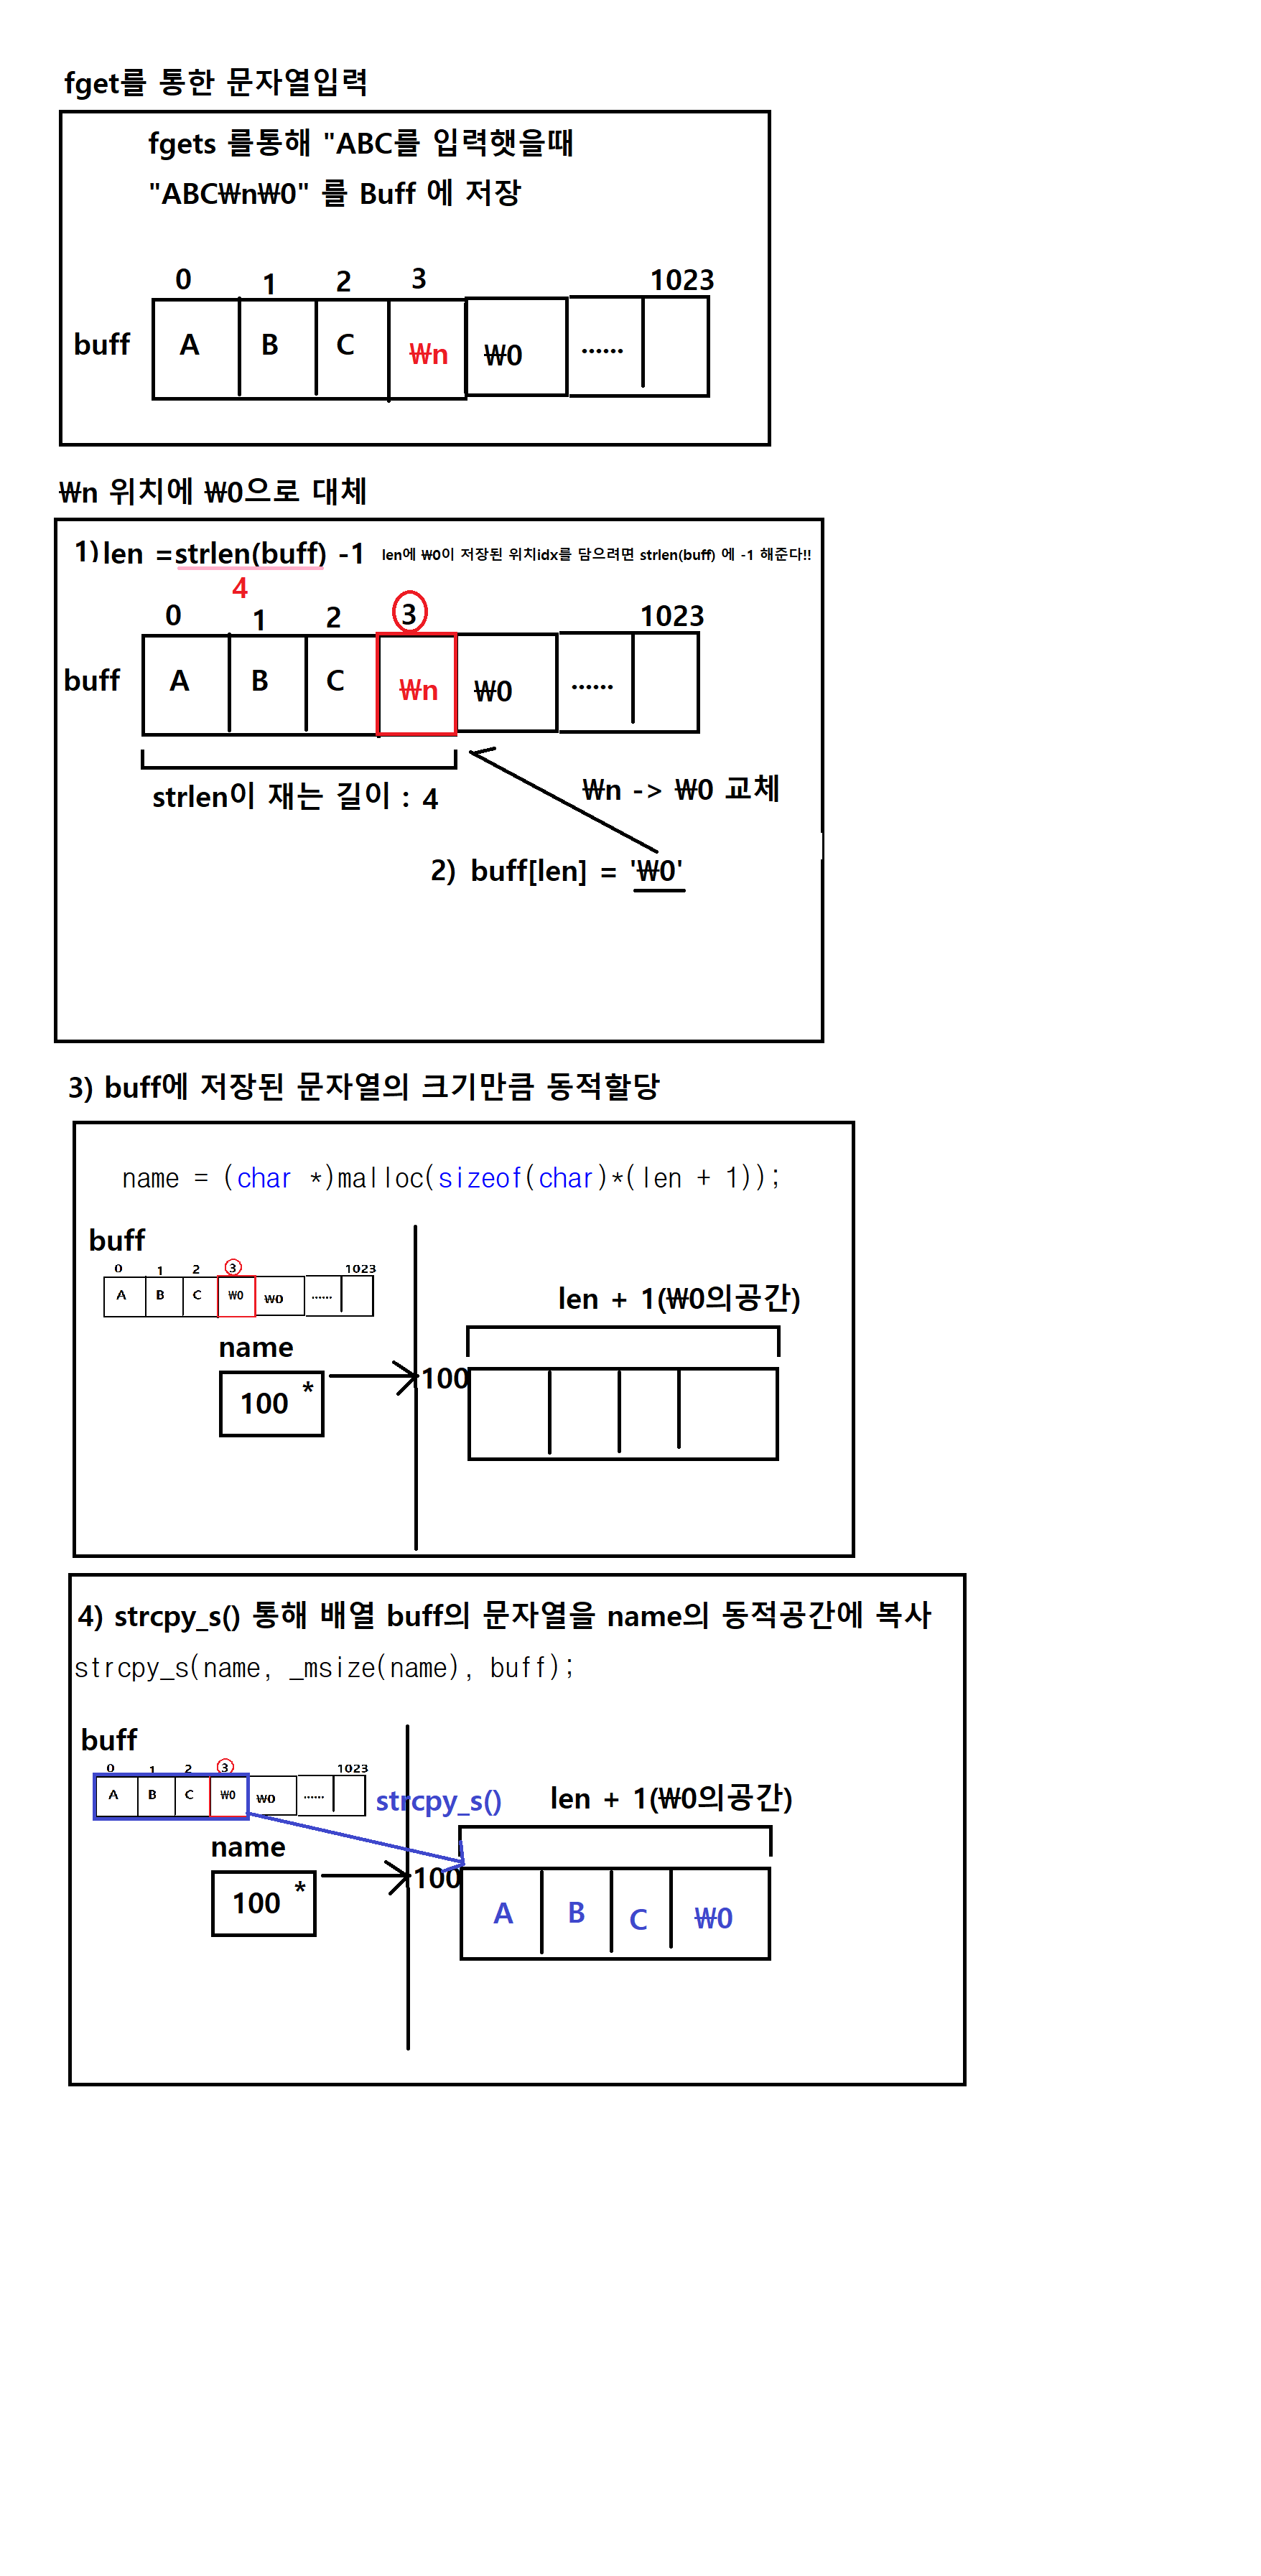 fget를 통한 문자열입력
fgets 를통해 "ABC를 입력햇을때
"ABC₩n₩0" 를 Buff 에 저장
0 1 2 3 1023
buff A B C ₩n ₩0 ......
₩n 위치에 ₩0으로 대체
1)len =strlen(buff) -1 len에 ₩0이 저장된 위치idx를 담으려면 strlen(buff) 에 -1 해준다!!
4
0 1 2 3 1023
buff A B C ₩n ₩0 ......
strlen이 재는 길이 : 4
₩n -> ₩0 교체
2) buff[len] = '₩0'
3) buff에 저장된 문자열의 크기만큼 동적할당
name = (char *)malloc(sizeof(char)*(len + 1));
buff
0 1 2 3 1023
A B C ₩0 ₩0 ......
len + 1(₩0의공간)
name
100 * 100
4) strcpy_s() 통해 배열 buff의 문자열을 name의 동적공간에 복사
strcpy_s(name, _msize(name), buff);
buff
0 1 2 3 1023
A B C ₩0 ₩0 ......
strcpy_s() len + 1(₩0의공간)
name
100 * 100
A B C ₩0